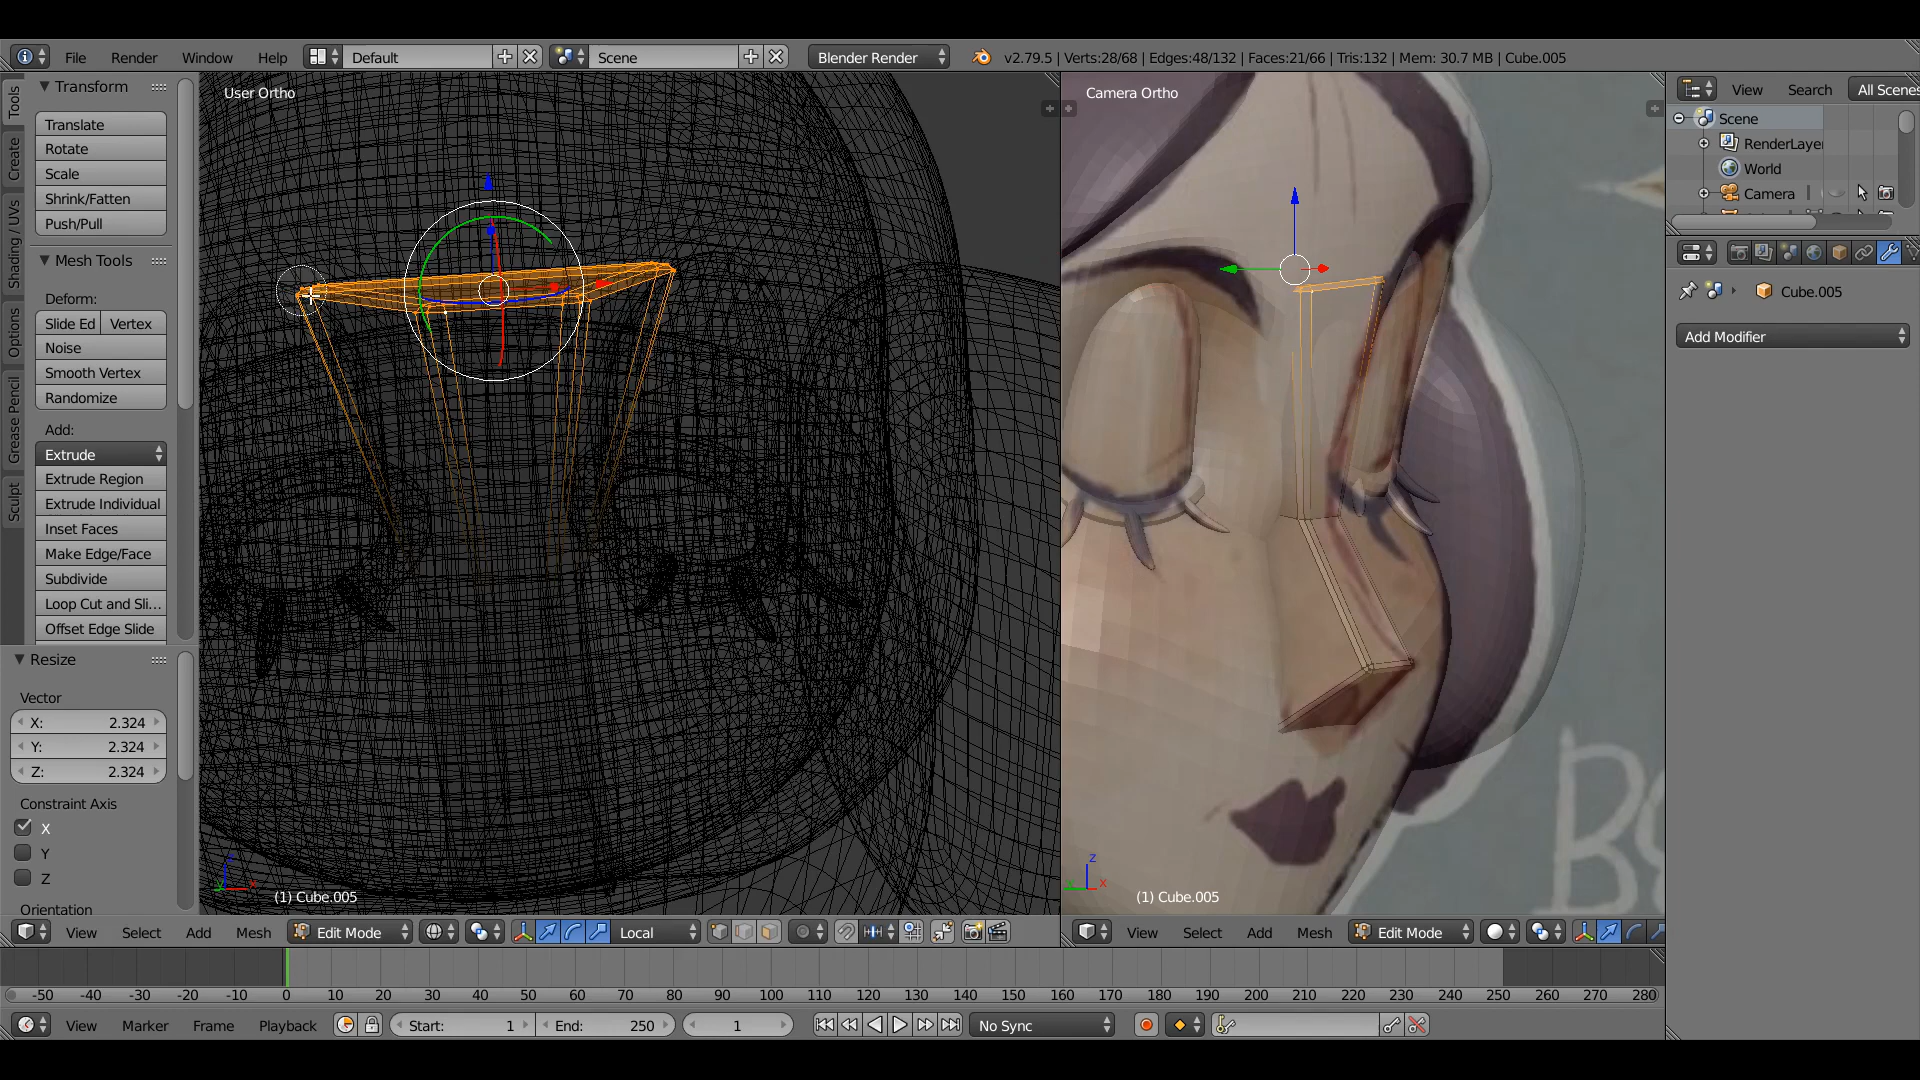 File Render Window Help Default Scene Blender Render v2.79.5 | Verts:28/68 | Edges:48/132 | Faces:21/66 | Tris:132 | Mem: 30.7 MB | Cube.005
Tools
Create
Shading / UVs
Options
Grease Pencil
Sculpt
Transform
Translate
Rotate
Scale
Shrink/Fatten
Push/Pull
Mesh Tools
Deform:
Slide Ed Vertex
Noise
Smooth Vertex
Randomize
Add:
Extrude
Extrude Region
Extrude Individual
Inset Faces
Make Edge/Face
Subdivide
Loop Cut and Sli...
Offset Edge Slide
Resize
Vector
X: 2.324
Y: 2.324
Z: 2.324
Constraint Axis
X
Y
Z
Orientation
User Ortho
z
y x
(1) Cube.005
View Select Add Mesh Edit Mode Local
Camera Ortho
z
y x
(1) Cube.005
View Select Add Mesh Edit Mode
View Search All Scenes
Scene
RenderLayer
World
Camera
Cube.005
Add Modifier
-50 -40 -30 -20 -10 0 10 20 30 40 50 60 70 80 90 100 110 120 130 140 150 160 170 180 190 200 210 220 230 240 250 260 270 280
View Marker Frame Playback Start: 1 End: 250 1 No Sync